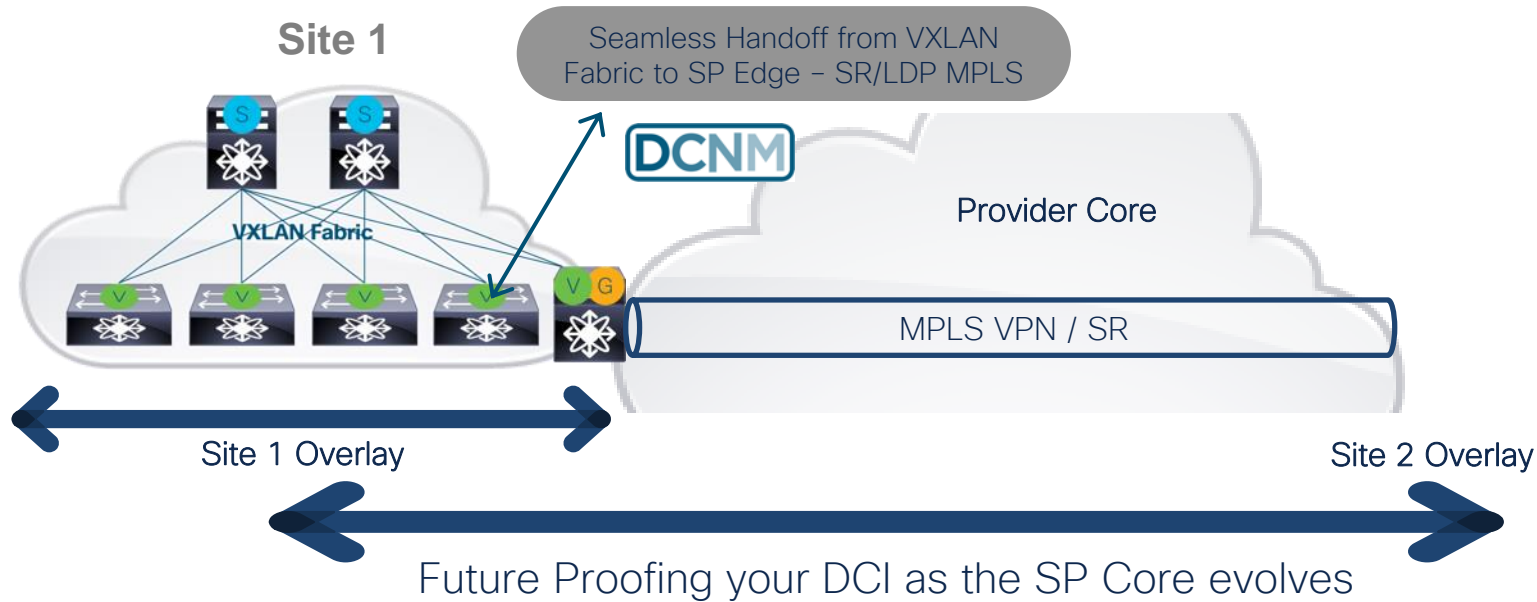 Site 1
Seamless Handoff from VXLAN
Fabric to SP Edge – SR/LDP MPLS
DCNM
S
S
VXLAN Fabric
Provider Core
V
V
V
V
V
G
MPLS VPN / SR
Site 1 Overlay
Site 2 Overlay
Future Proofing your DCI as the SP Core evolves